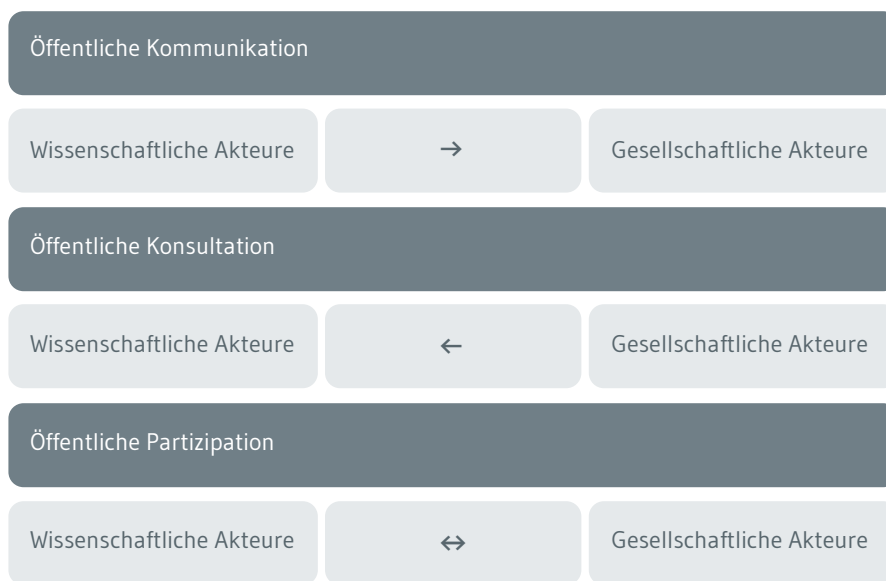 Öffentliche Kommunikation
Wissenschaftliche Akteure → Gesellschaftliche Akteure
Öffentliche Konsultation
Wissenschaftliche Akteure ← Gesellschaftliche Akteure
Öffentliche Partizipation
Wissenschaftliche Akteure ↔ Gesellschaftliche Akteure